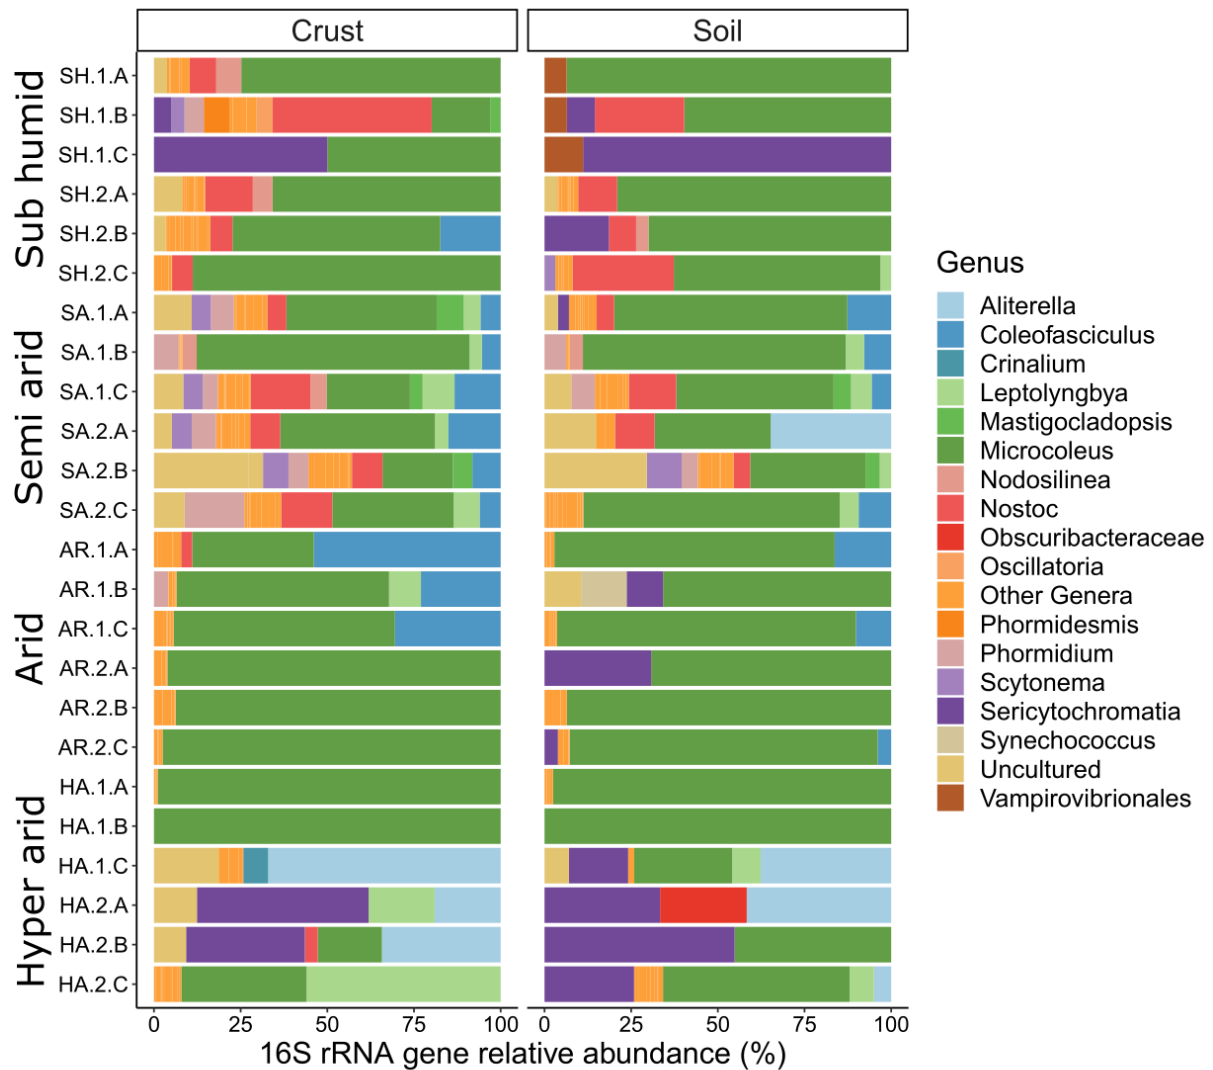 Crust
Soil
Sub humid
Semi arid
Arid
Hyper arid
SH.1.A
SH.1.B
SH.1.C
SH.2.A
SH.2.B
SH.2.C
SA.1.A
SA.1.B
SA.1.C
SA.2.A
SA.2.B
SA.2.C
AR.1.A
AR.1.B
AR.1.C
AR.2.A
AR.2.B
AR.2.C
HA.1.A
HA.1.B
HA.1.C
HA.2.A
HA.2.B
HA.2.C
0 25 50 75 100
0 25 50 75 100
16S rRNA gene relative abundance (%)
Genus
Aliterella
Coleofasciculus
Crinalium
Leptolyngbya
Mastigocladopsis
Microcoleus
Nodosilinea
Nostoc
Obscuribacteraceae
Oscillatoria
Other Genera
Phormidesmis
Phormidium
Scytonema
Sericytochromatia
Synechococcus
Uncultured
Vampirovibrionales